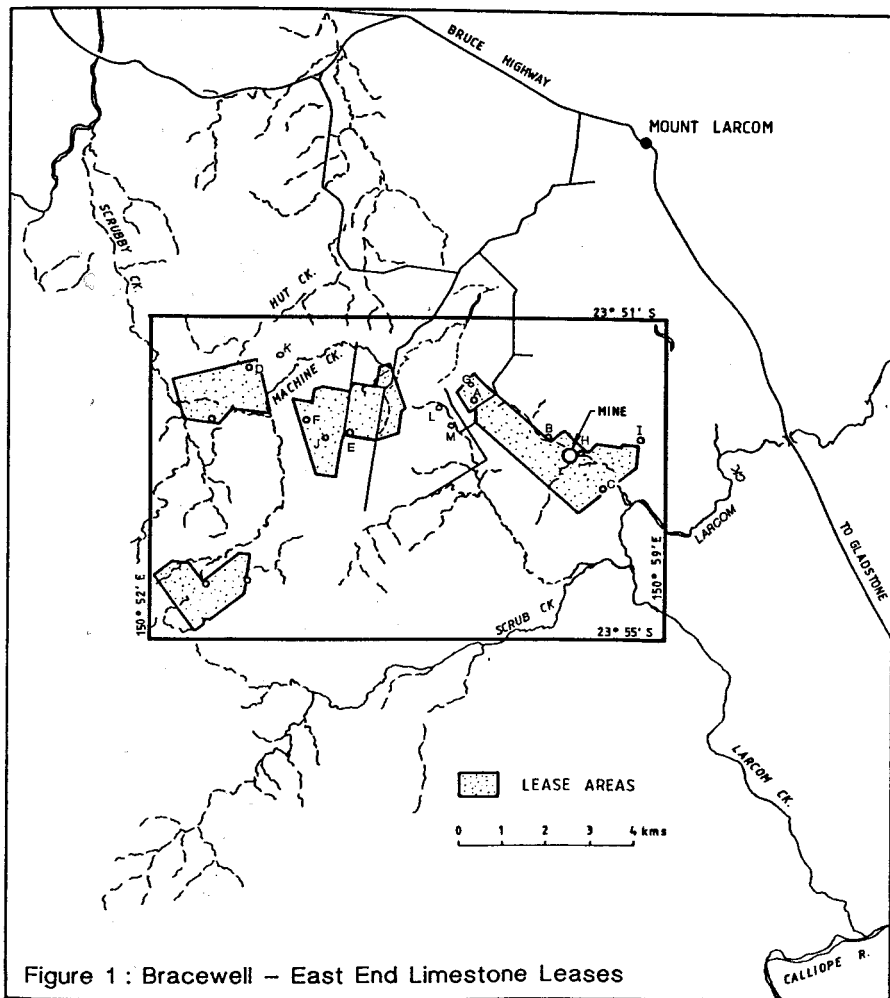 BRUCE HIGHWAY
MOUNT LARCOM
SCRUBBY CK.
HUT CK.
23° 51' S
K
MACHINE CK.
D
F
J
E
L
M
B
H
MINE
I
C
LARCOM
TO GLADSTONE
150° 52' E
150° 59' E
SCRUB CK
23° 55' S
LARCOM CK.
LEASE AREAS
0 1 2 3 4 kms
CALLIOPE R.
Figure 1 : Bracewell – East End Limestone Leases